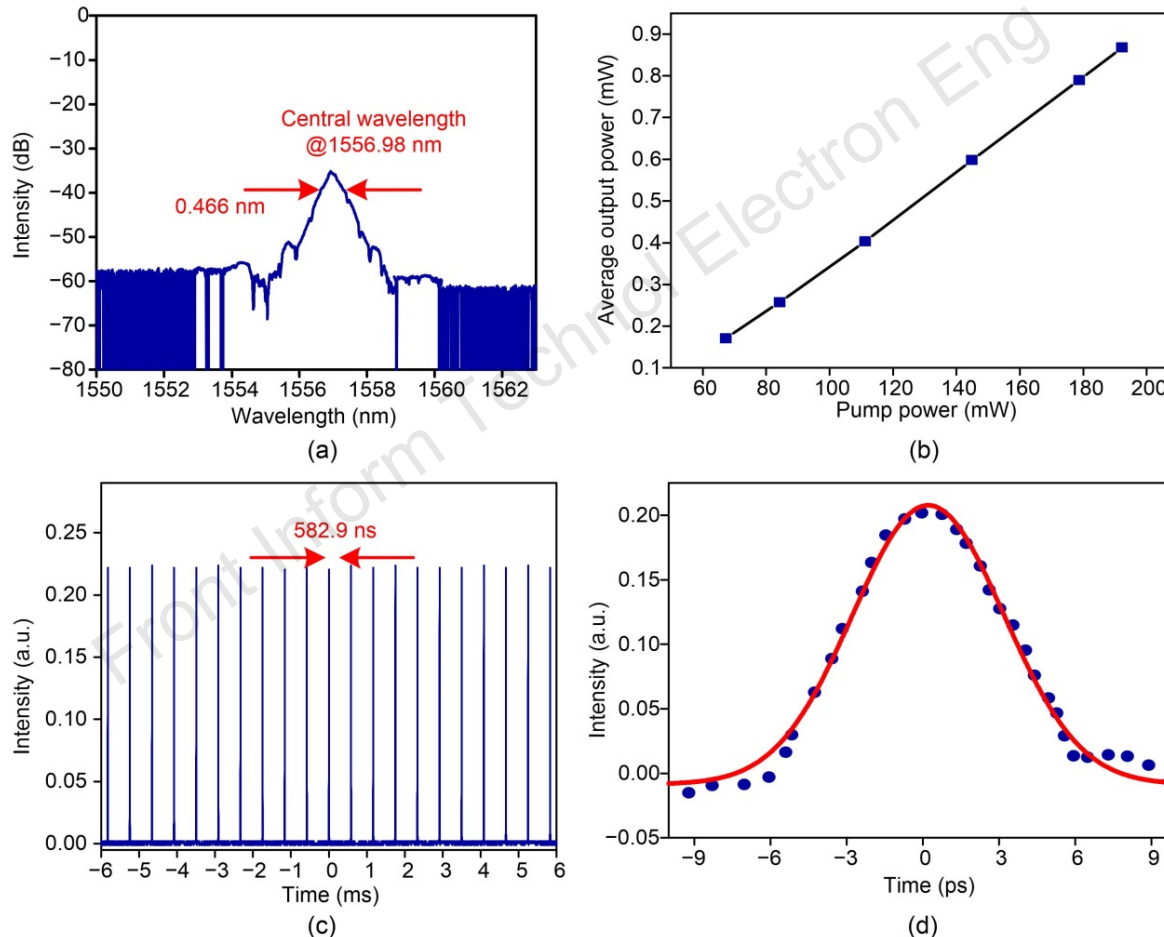 0
−10
−20
−30
−40
−50
−60
−70
−80
Intensity (dB)
Central wavelength
@1556.98 nm
0.466 nm
1550 1552 1554 1556 1558 1560 1562
Wavelength (nm)
(a)
0.9
0.8
0.7
0.6
0.5
0.4
0.3
0.2
0.1
Average output power (mW)
60 80 100 120 140 160 180 200
Pump power (mW)
(b)
0.25
0.20
0.15
0.10
0.05
0.00
Intensity (a.u.)
582.9 ns
−6 −5 −4 −3 −2 −1 0 1 2 3 4 5 6
Time (ms)
(c)
0.20
0.15
0.10
0.05
0.00
−0.05
Intensity (a.u.)
−9 −6 −3 0 3 6 9
Time (ps)
(d)
Front Inform Technol Electron Eng